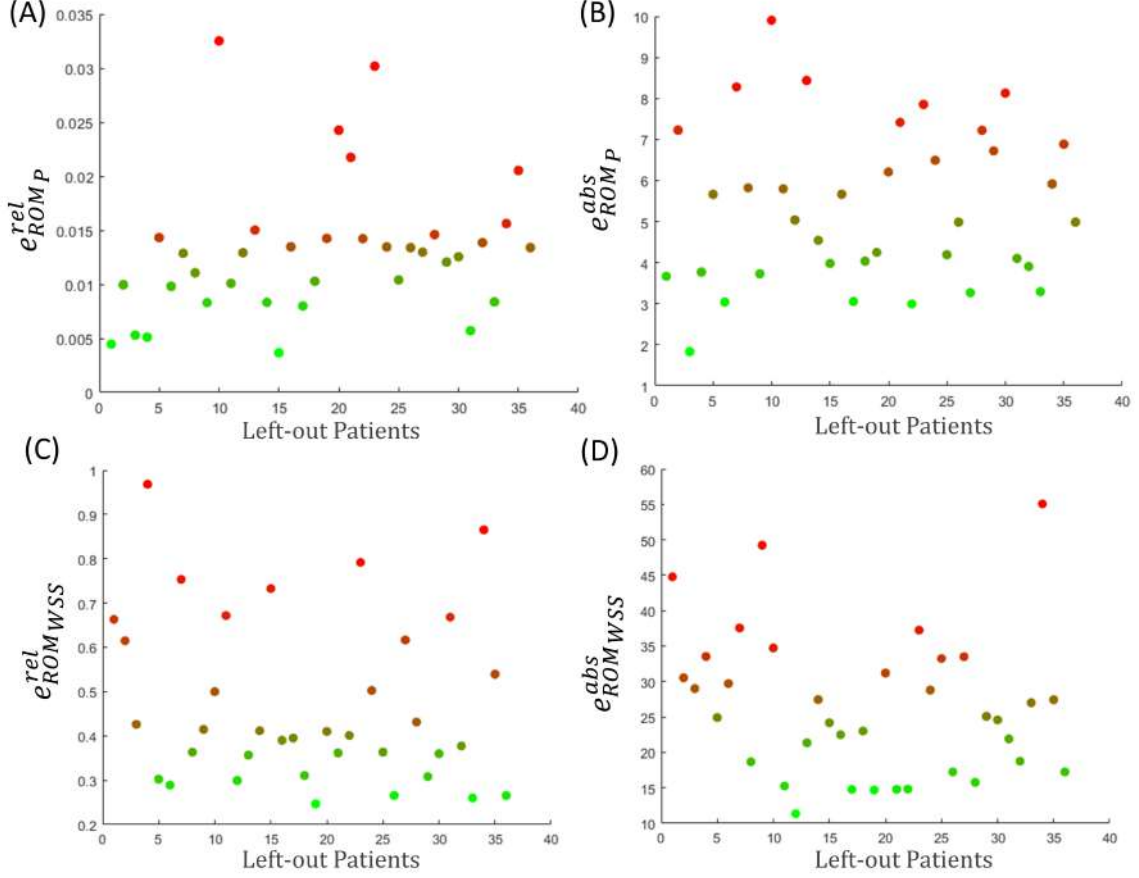 (A)
0.035
0.03
0.025
0.02
0.015
0.01
0.005
0
e^{rel}_{ROM_P}
0 5 10 15 20 25 30 35 40
Left-out Patients
(B)
10
9
8
7
6
5
4
3
2
1
e^{abs}_{ROM_P}
0 5 10 15 20 25 30 35 40
Left-out Patients
(C)
1
0.9
0.8
0.7
0.6
0.5
0.4
0.3
0.2
e^{rel}_{ROM_{WSS}}
0 5 10 15 20 25 30 35 40
Left-out Patients
(D)
60
55
50
45
40
35
30
25
20
15
10
e^{abs}_{ROM_{WSS}}
0 5 10 15 20 25 30 35 40
Left-out Patients